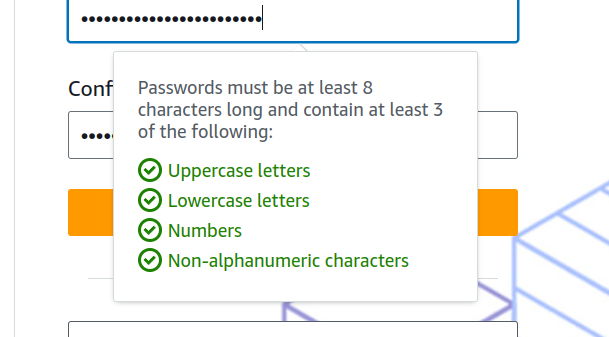 Conf
Passwords must be at least 8
characters long and contain at least 3
of the following:
Uppercase letters
Lowercase letters
Numbers
Non-alphanumeric characters